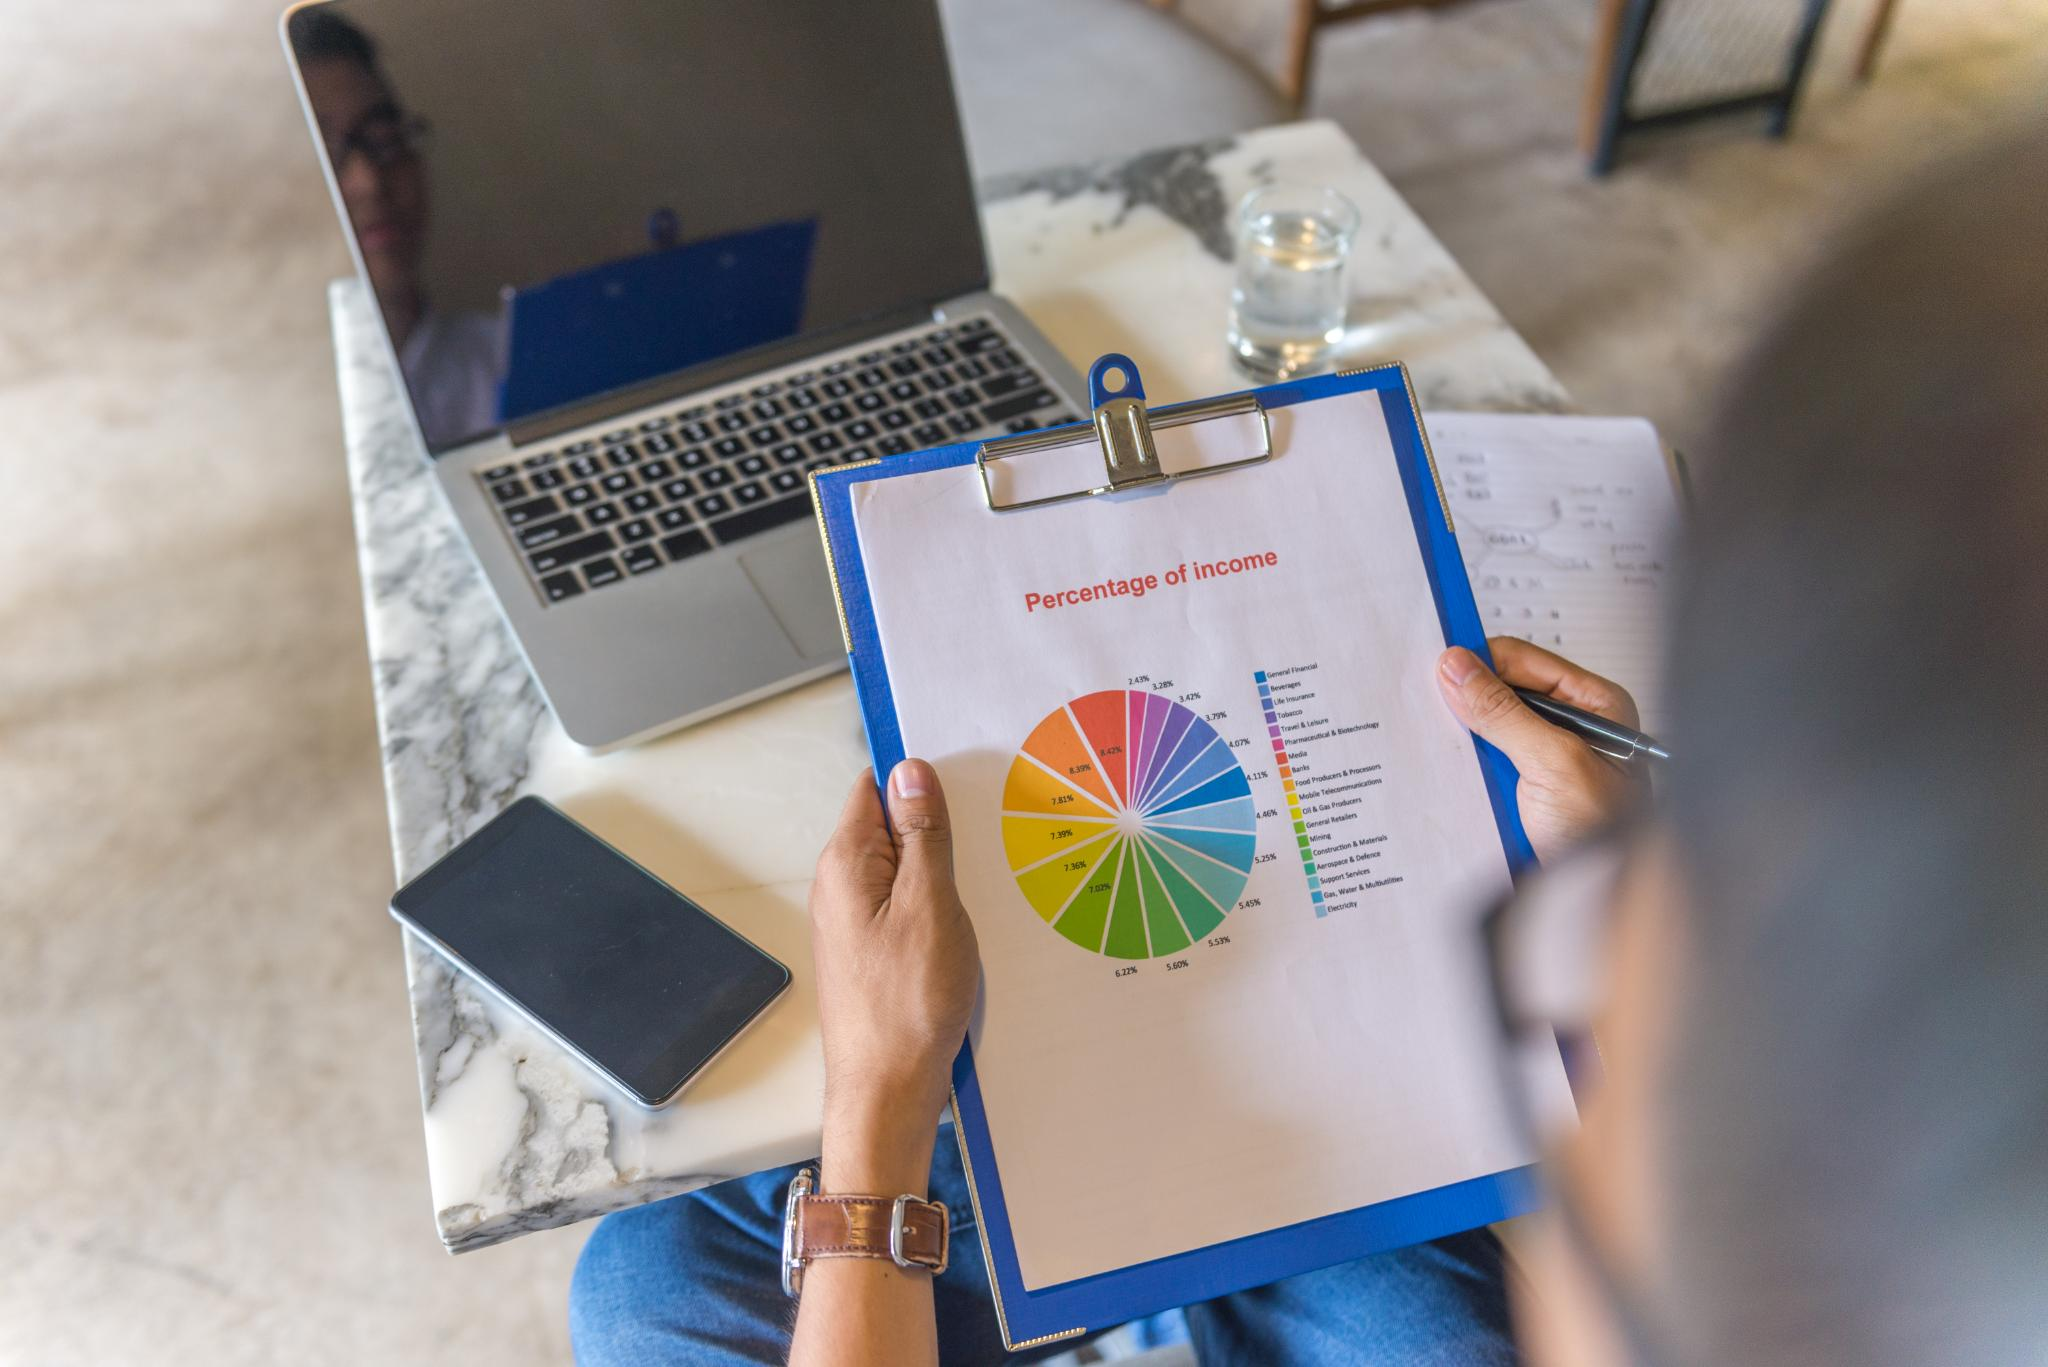 Percentage of income
2.43%
3.28%
3.42%
3.79%
4.07%
4.11%
4.46%
5.25%
5.45%
5.53%
5.60%
6.22%
7.02%
7.36%
7.39%
7.81%
8.39%
8.42%
General Financial
Beverages
Life Insurance
Tobacco
Travel & Leisure
Pharmaceutical & Biotechnology
Media
Banks
Food Producers & Processors
Mobile Telecommunications
Oil & Gas Producers
General Retailers
Mining
Construction & Materials
Aerospace & Defence
Support Services
Gas, Water & Multiutilities
Electricity